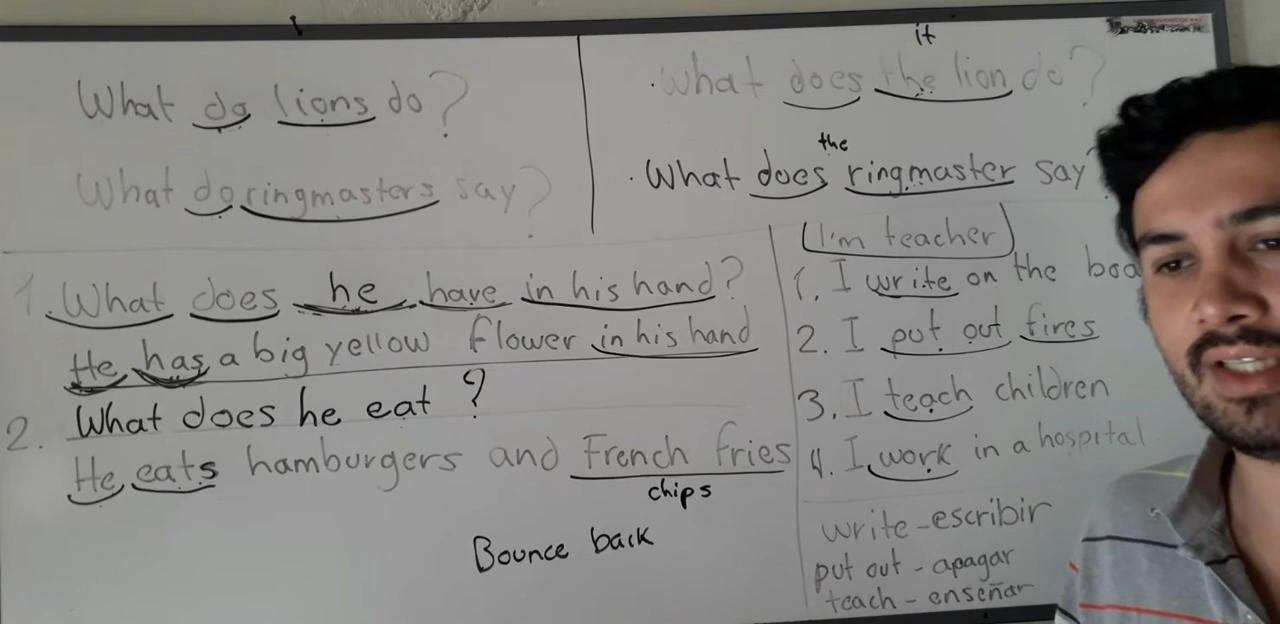 What do lions do?
What do ringmasters say?
it
What does the lion do?
the
What does ringmaster say?
1. What does he have in his hand?
He has a big yellow flower in his hand
2. What does he eat?
He eats hamburgers and French fries
chips
Bounce back
(I'm teacher)
1. I write on the boa
2. I put out fires
3. I teach children
4. I work in a hospital
write - escribir
put out - apagar
teach - enseñar